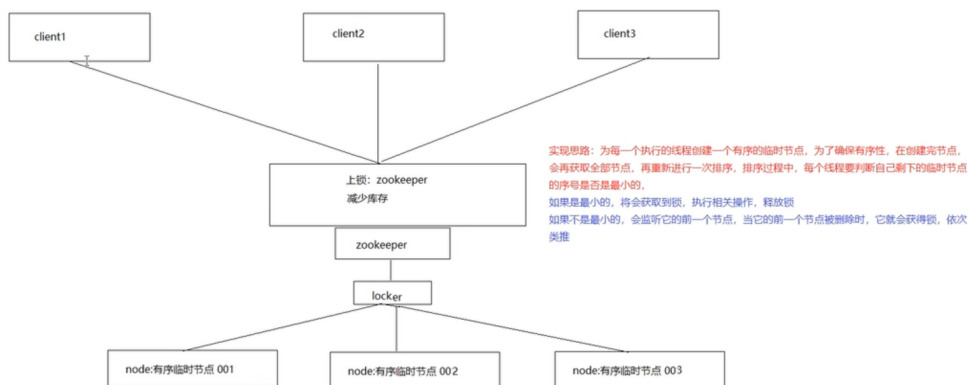 client1
client2
client3
上锁：zookeeper
减少库存
实现思路：为每一个执行的线程创建一个有序的临时节点，为了确保有序性，在创建完节点，
会再获取全部节点，再重新进行一次排序，排序过程中，每个线程要判断自己剩下的临时节点
的序号是否是最小的，
如果是最小的，将会获取到锁，执行相关操作，释放锁
如果不是最小的，会监听它的前一个节点，当它的前一个节点被删除时，它就会获得锁，依次
类推
zookeeper
locker
node:有序临时节点 001
node:有序临时节点 002
node:有序临时节点 003